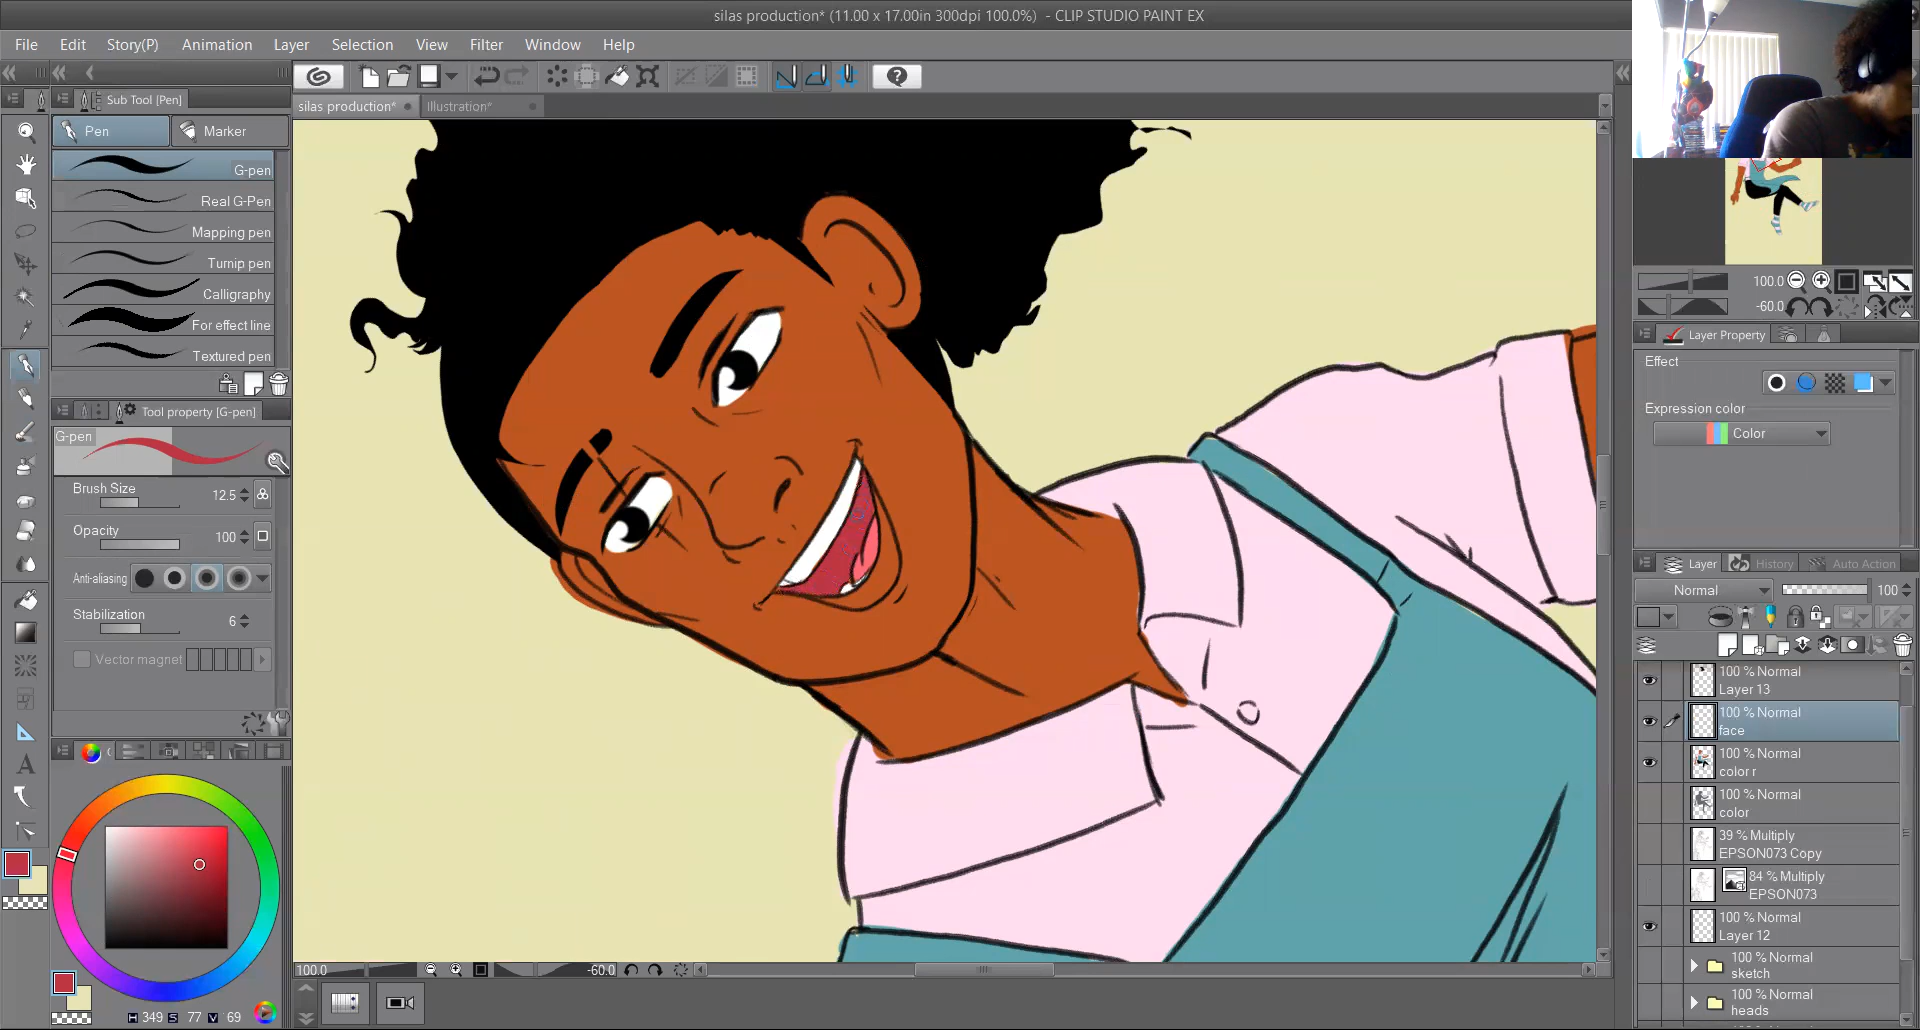 silas production* (11.00 x 17.00in 300dpi 100.0%) - CLIP STUDIO PAINT EX
File Edit Story(P) Animation Layer Selection View Filter Window Help
Sub Tool [Pen]
silas production* Illustration*
Pen Marker
G-pen
Real G-Pen
Mapping pen
Turnip pen
Calligraphy
For effect line
Textured pen
Tool property [G-pen]
G-pen
Brush Size 12.5
Opacity 100
Anti-aliasing
Stabilization 6
Vector magnet
H 349 S 77 V 69
100.0 -60.0
100.0
-60.0
Layer Property
Effect
Expression color
Color
Layer History Auto Action
Normal 100
100 % Normal
Layer 13
100 % Normal
face
100 % Normal
color r
100 % Normal
color
39 % Multiply
EPSON073 Copy
84 % Multiply
EPSON073
100 % Normal
Layer 12
100 % Normal
sketch
100 % Normal
heads